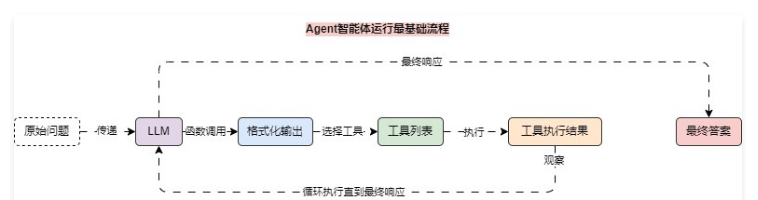 Agent智能体运行最基础流程
最终响应
原始问题
传递
LLM
函数调用
格式化输出
选择工具
工具列表
执行
工具执行结果
最终答案
观察
循环执行直到最终响应